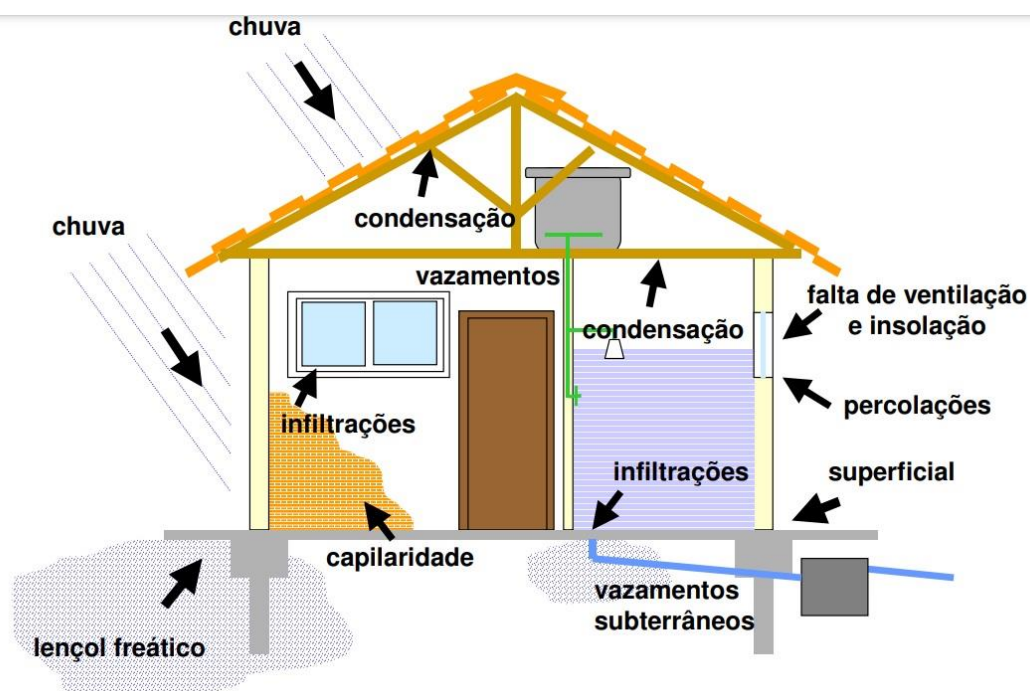 chuva
chuva
condensação
vazamentos
condensação
falta de ventilação
e insolação
percolações
infiltrações
infiltrações
superficial
capilaridade
vazamentos
subterrâneos
lençol freático